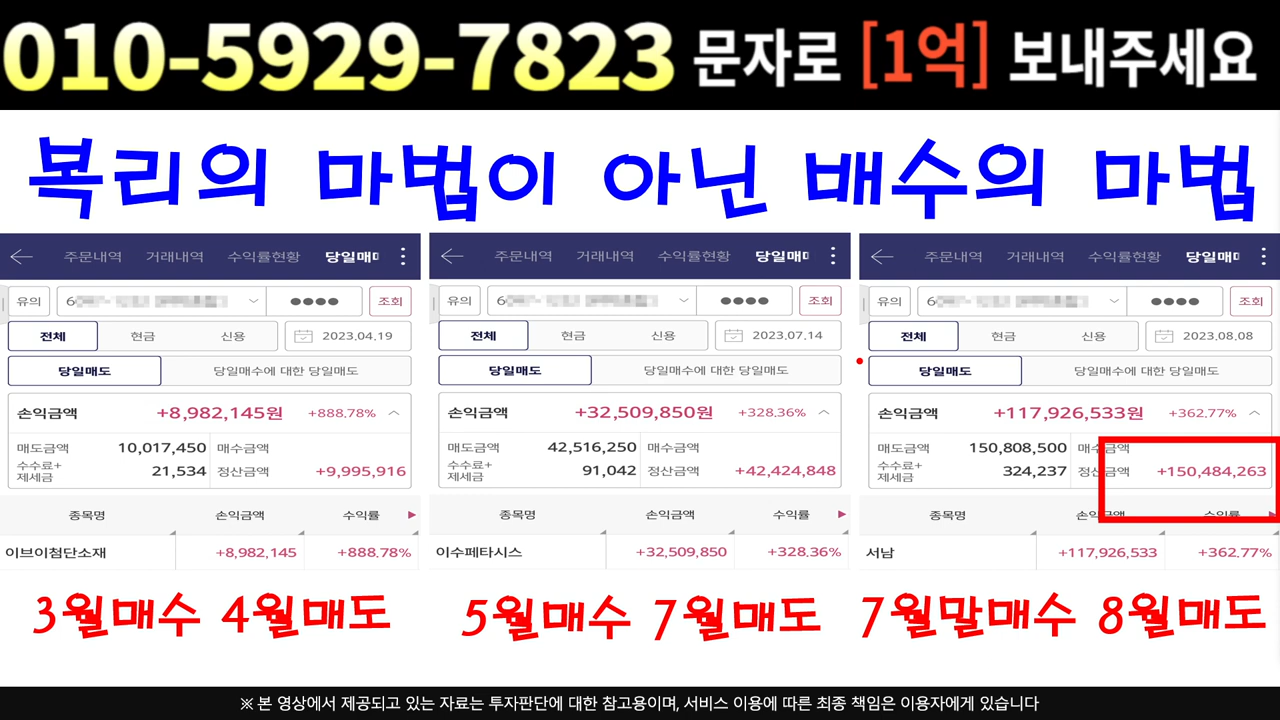 010-5929-7823 문자로 [1억] 보내주세요
복리의 마법이 아닌 배수의 마법
주문내역 거래내역 수익률현황 당일매
유의 6 조회
전체 현금 신용 2023.04.19
당일매도 당일매수에 대한 당일매도
손익금액 +8,982,145원 +888.78%
매도금액 10,017,450 매수금액
수수료+
제세금 21,534 정산금액 +9,995,916
종목명 손익금액 수익률
이브이첨단소재 +8,982,145 +888.78%
3월매수 4월매도
주문내역 거래내역 수익률현황 당일매
유의 6 조회
전체 현금 신용 2023.07.14
당일매도 당일매수에 대한 당일매도
손익금액 +32,509,850원 +328.36%
매도금액 42,516,250 매수금액
수수료+
제세금 91,042 정산금액 +42,424,848
종목명 손익금액 수익률
이수페타시스 +32,509,850 +328.36%
5월매수 7월매도
주문내역 거래내역 수익률현황 당일매
유의 6 조회
전체 현금 신용 2023.08.08
당일매도 당일매수에 대한 당일매도
손익금액 +117,926,533원 +362.77%
매도금액 150,808,500 매수금액
수수료+
제세금 324,237 정산금액 +150,484,263
종목명 손익금액 수익률
서남 +117,926,533 +362.77%
7월말매수 8월매도
※ 본 영상에서 제공되고 있는 자료는 투자판단에 대한 참고용이며, 서비스 이용에 따른 최종 책임은 이용자에게 있습니다